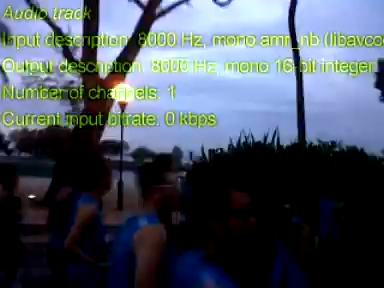 Audio track
Input description: 8000 Hz, mono amr_nb (libavco
Output description: 8000 Hz, mono 16-bit integer
Number of channels: 1
Current input bitrate: 0 kbps